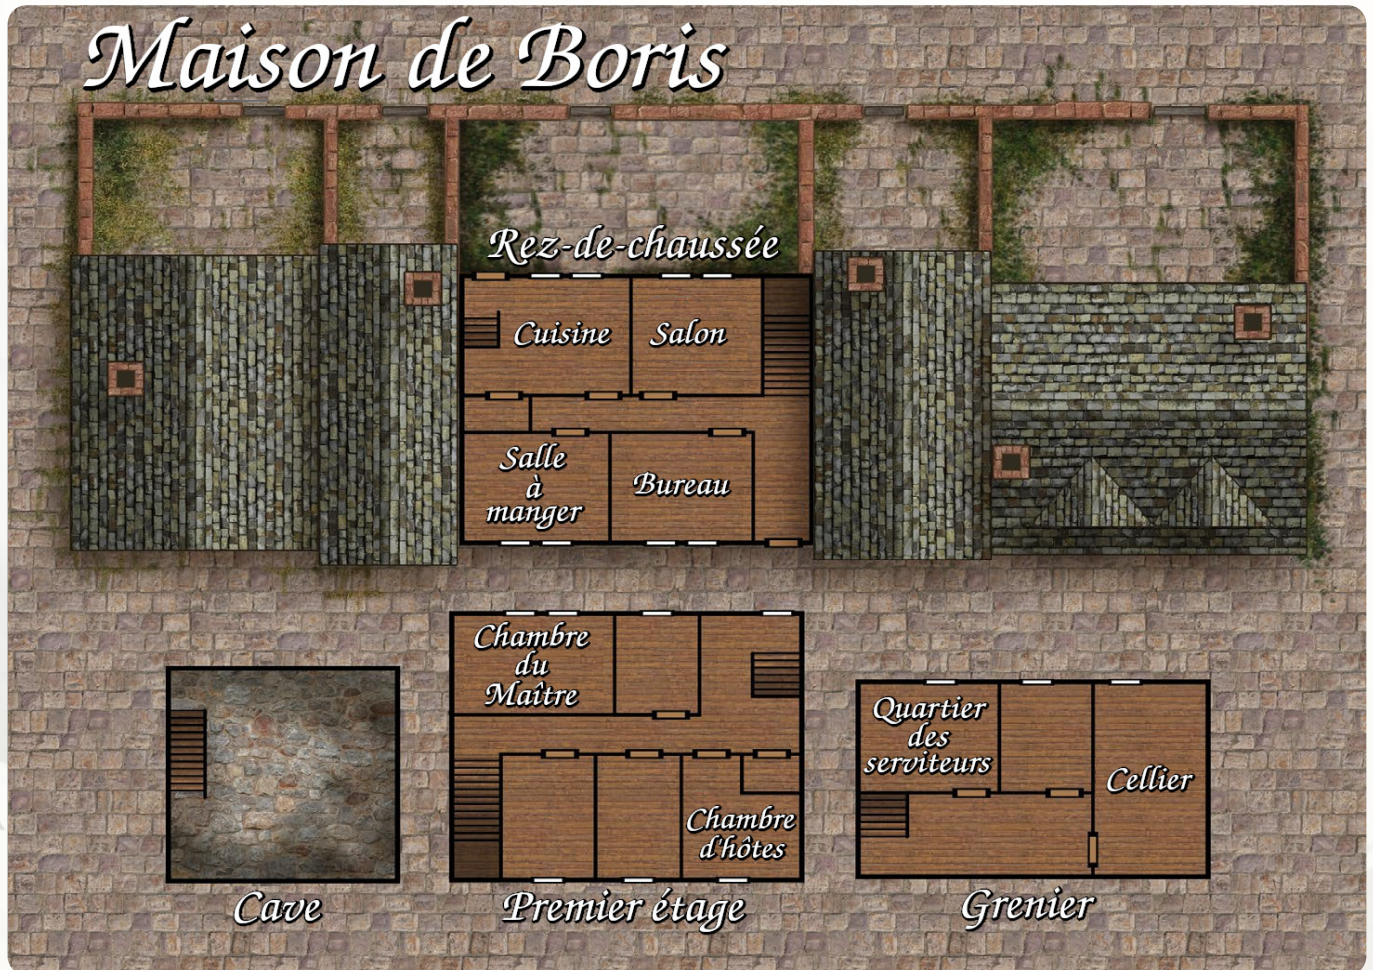 Maison de Boris
Rez-de-chaussée
Cuisine
Salon
Salle
à
manger
Bureau
Chambre
du
Maître
Chambre
d'hôtes
Quartier
des
serviteurs
Cellier
Cave
Premier étage
Grenier